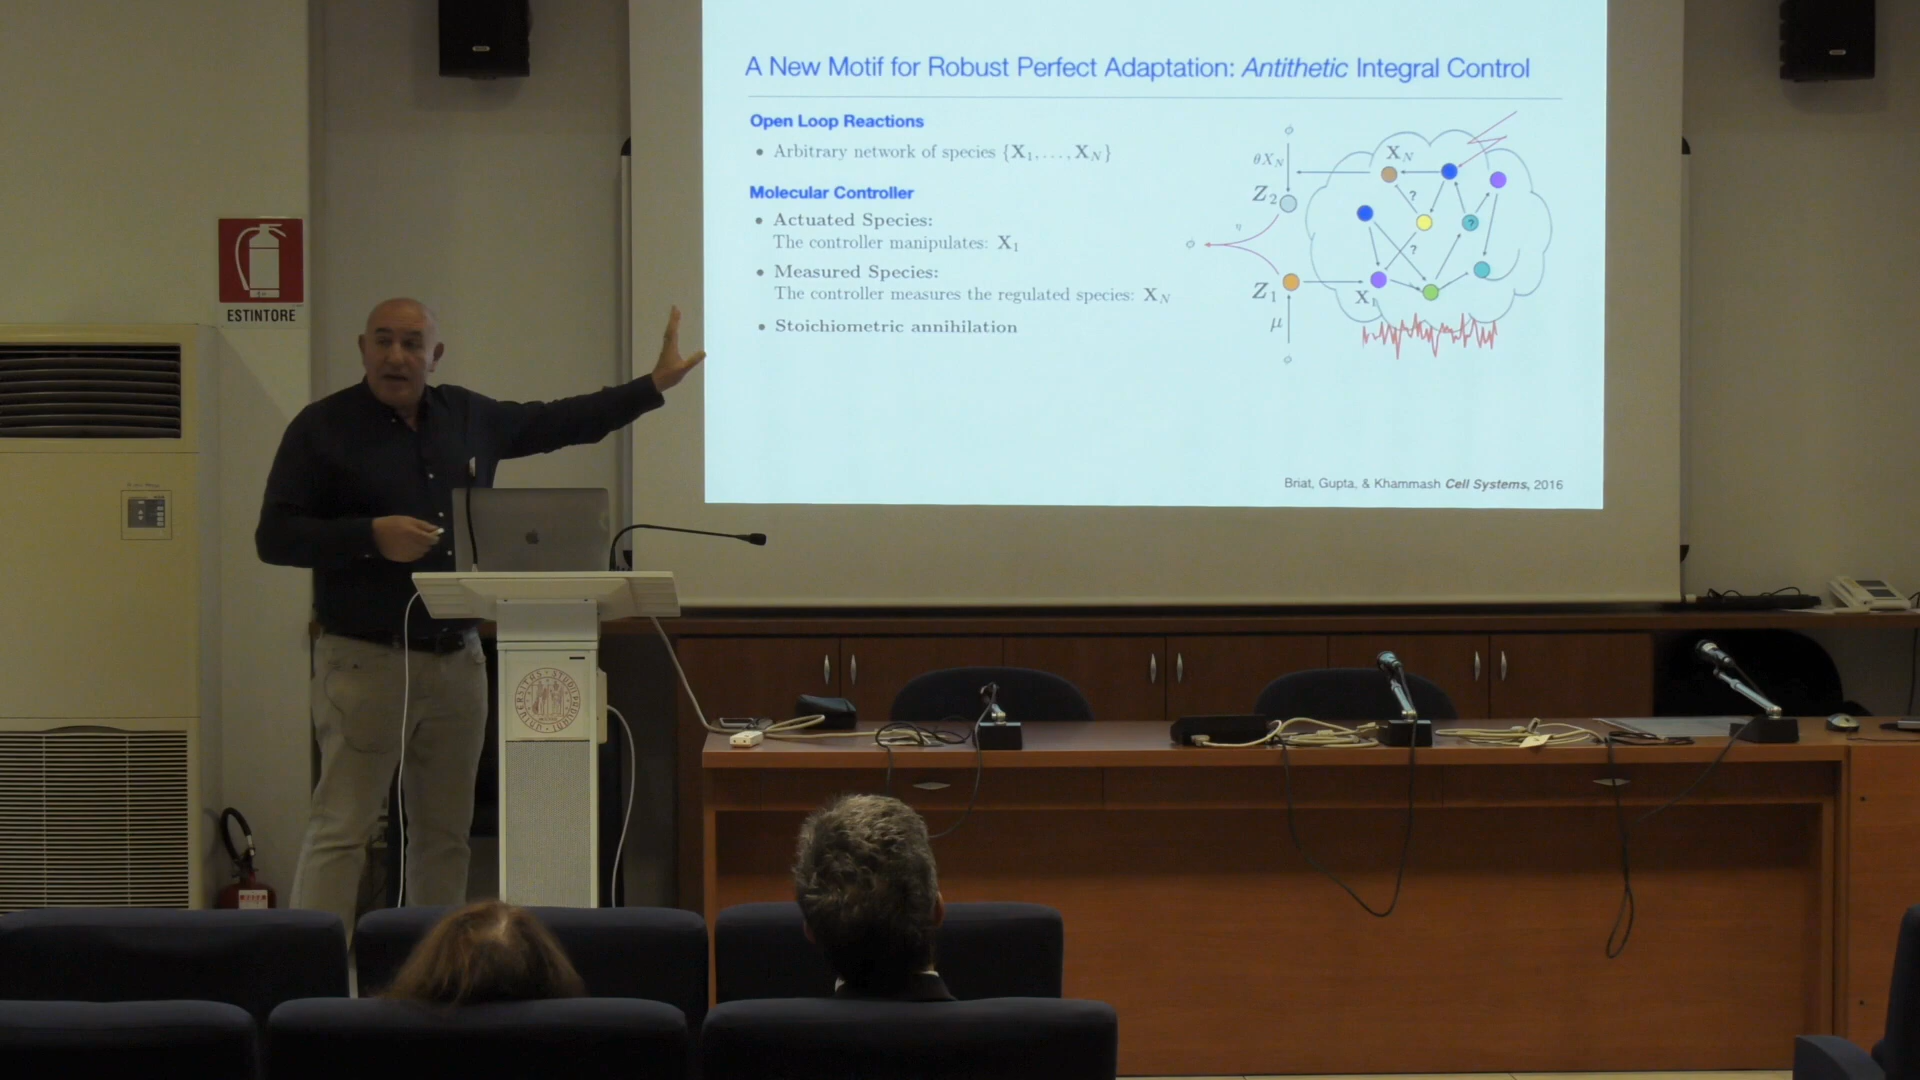 A New Motif for Robust Perfect Adaptation: Antithetic Integral Control
Open Loop Reactions
• Arbitrary network of species {X1, . . . , XN}
Molecular Controller
• Actuated Species:
The controller manipulates: X1
• Measured Species:
The controller measures the regulated species: XN
• Stoichiometric annihilation
ϕ
θXN
Z2
η
ϕ
Z1
μ
ϕ
XN
?
?
?
X1
Briat, Gupta, & Khammash Cell Systems, 2016
ESTINTORE